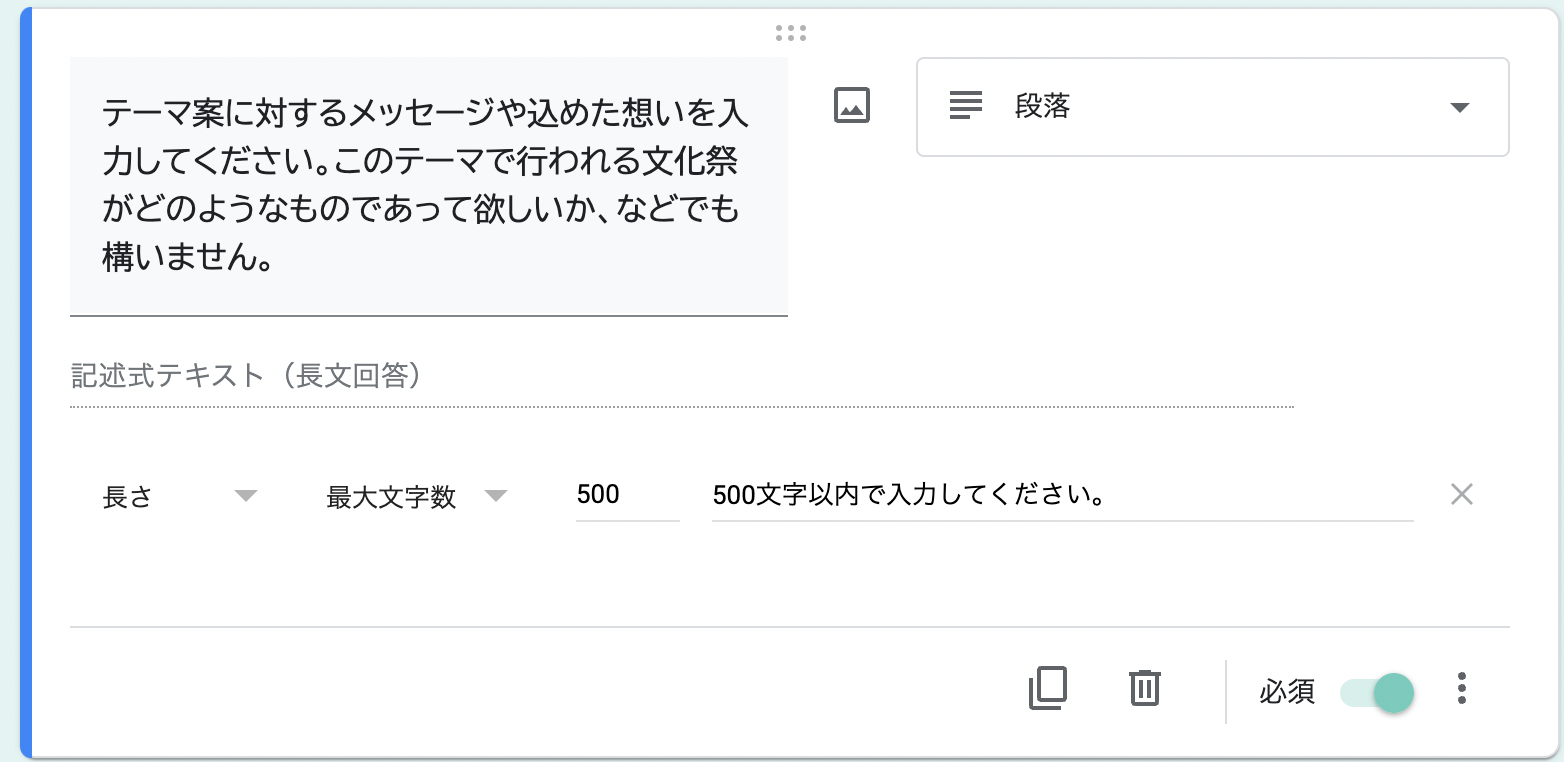 テーマ案に対するメッセージや込めた想いを入
力してください。このテーマで行われる文化祭
がどのようなものであって欲しいか、などでも
構いません。
段落
記述式テキスト（長文回答）
長さ 最大文字数 500 500文字以内で入力してください。
必須